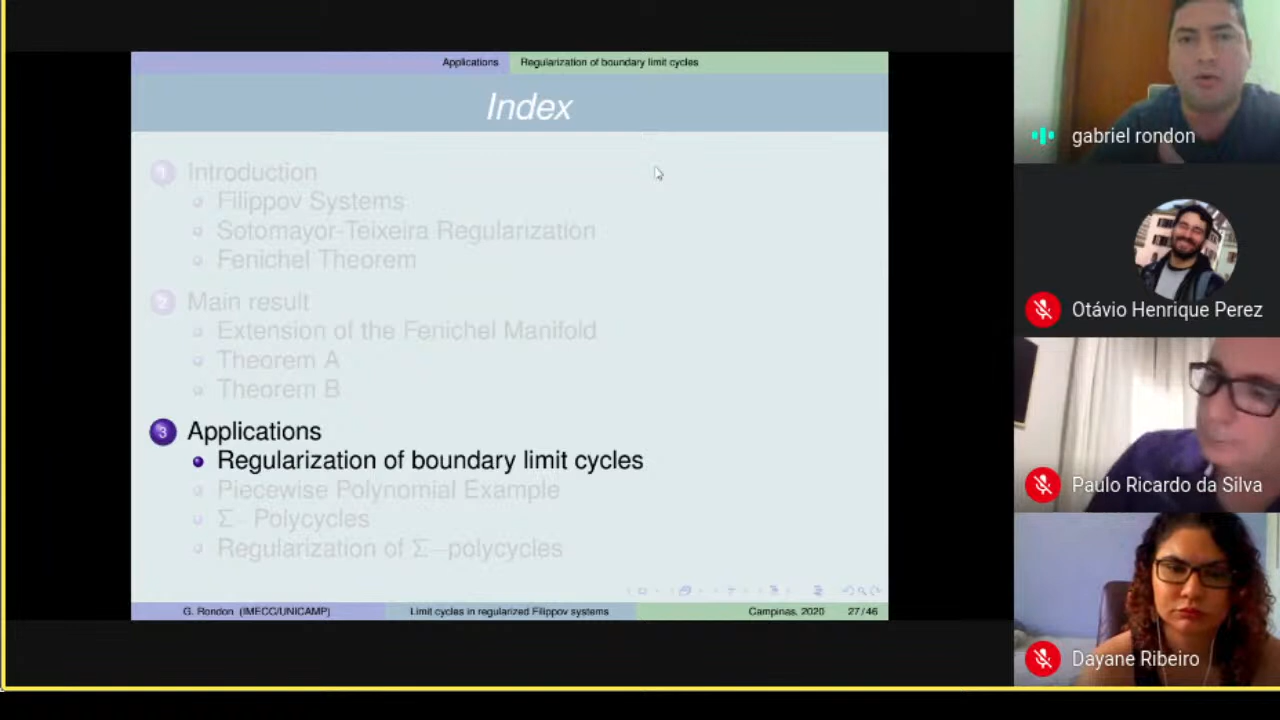 Applications Regularization of boundary limit cycles
Index
1 Introduction
Filippov Systems
Sotomayor-Teixeira Regularization
Fenichel Theorem
2 Main result
Extension of the Fenichel Manifold
Theorem A
Theorem B
3 Applications
Regularization of boundary limit cycles
Piecewise Polynomial Example
Σ− Polycycles
Regularization of Σ−polycycles
G. Rondon (IMECC/UNICAMP) Limit cycles in regularized Filippov systems Campinas, 2020 27/46
gabriel rondon
Otávio Henrique Perez
Paulo Ricardo da Silva
Dayane Ribeiro